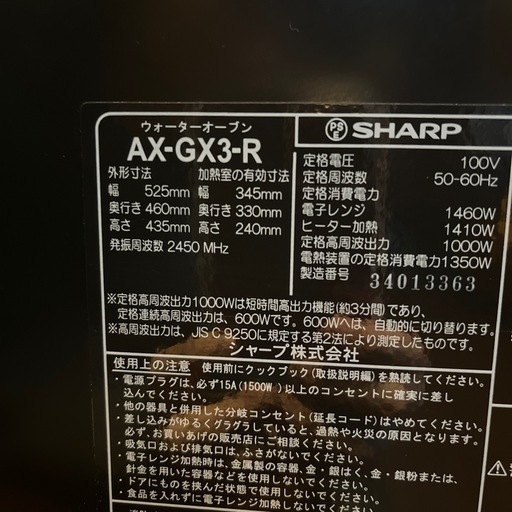 ウォーターオーブン
AX-GX3-R
外形寸法 加熱室の有効寸法
幅 525mm 幅 345mm
奥行き 460mm 奥行き 330mm
高さ 435mm 高さ 240mm
発振周波数 2450 MHz
PS E SHARP
定格電圧 100V
定格周波数 50-60Hz
定格消費電力
電子レンジ 1460W
ヒーター加熱 1410W
定格高周波出力 1000W
電熱装置の定格消費電力1350W
製造番号 34013363
※定格高周波出力1000Wは短時間高出力機能(約3分間)であり、
定格連続高周波出力は、600Wです。600Wへは、自動的に切り替ります。
※高周波出力は、JIS C 9250に規定する第2法により測定したものです。
シャープ株式会社
使用上の注意 使用前にクックブック(取扱説明編)を熟読してください。
・電源プラグは、必ず15A(1500W)以上のコンセントに確実に差し
込んでください。
・他の器具と併用した分岐コンセント(延長コード)はやめてください。
差し込みがゆるくグラグラしていると、過熱や火災の原因となります。
必ず、お買いあげの販売店にご相談ください。
・吸気口および排気口は、ふさがないでください。
・電子レンジ加熱時は、金属製の容器、金・銀はく、金・銀粉または、
針金を用いた容器などを使わないでください。
・ドアにものを挟んだ状態で使用しないでください。
・食品を入れずに電子レンジ加熱しないでください。